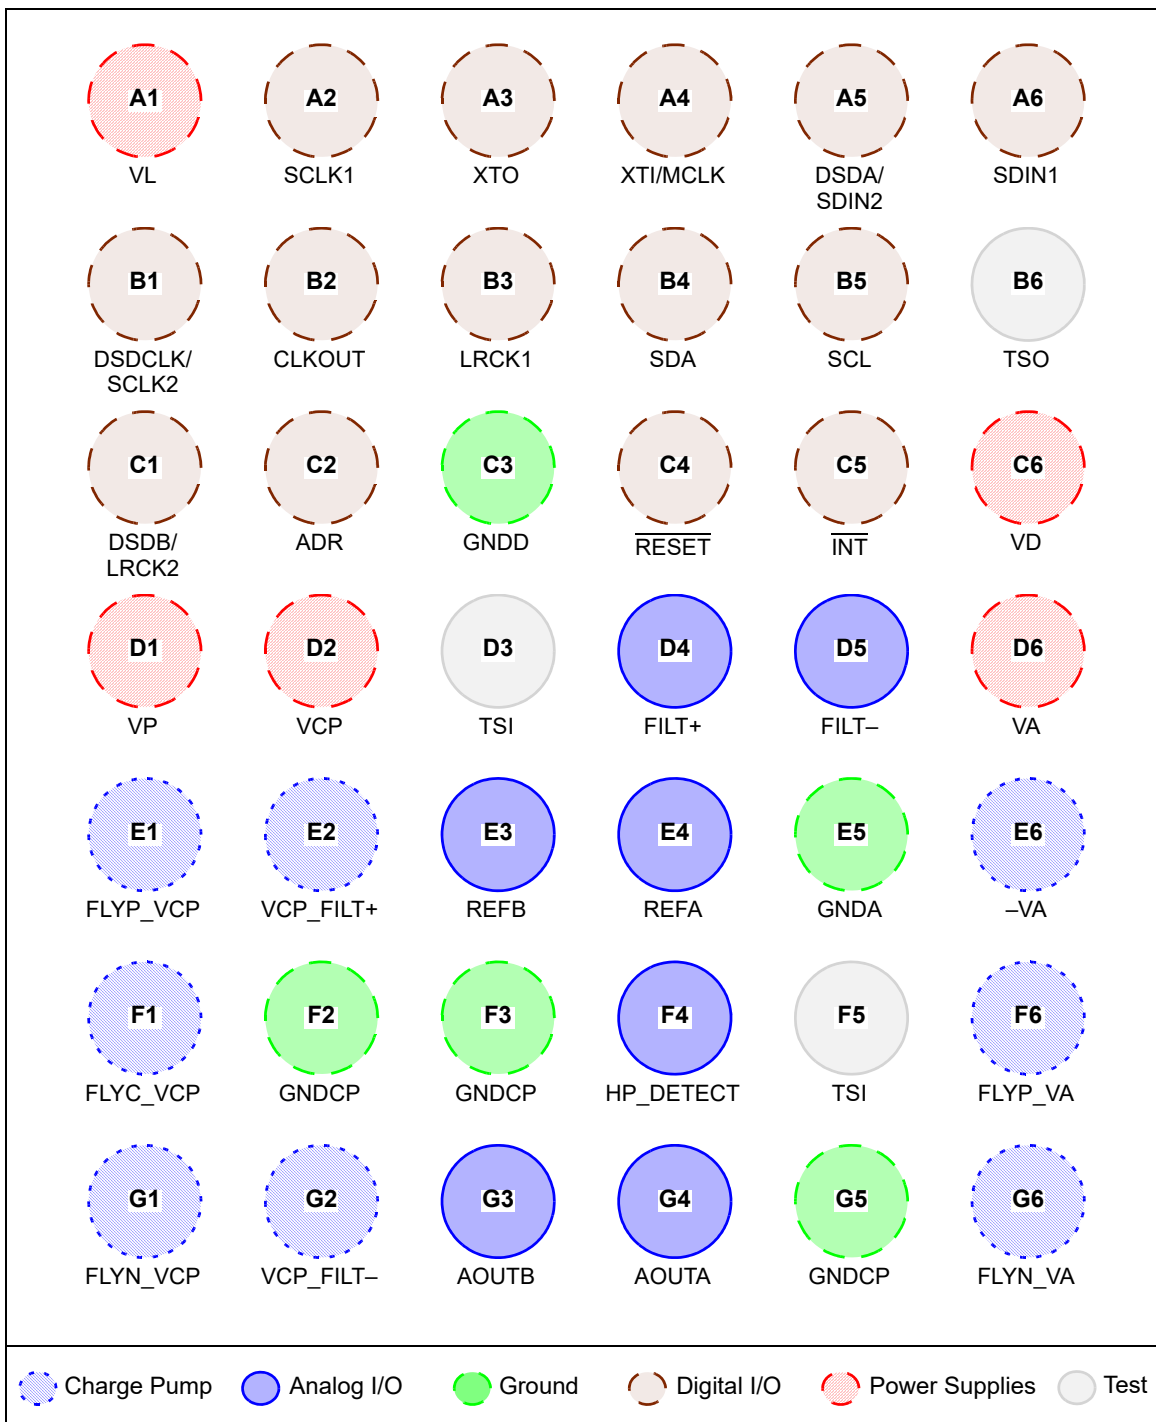 A1 A2 A3 A4 A5 A6
VL SCLK1 XTO XTI/MCLK DSDA/ SDIN1
SDIN2
B1 B2 B3 B4 B5 B6
DSDCLK/ CLKOUT LRCK1 SDA SCL TSO
SCLK2
C1 C2 C3 C4 C5 C6
DSDB/ ADR GNDD RESET INT VD
LRCK2
D1 D2 D3 D4 D5 D6
VP VCP TSI FILT+ FILT– VA
E1 E2 E3 E4 E5 E6
FLYP_VCP VCP_FILT+ REFB REFA GNDA –VA
F1 F2 F3 F4 F5 F6
FLYC_VCP GNDCP GNDCP HP_DETECT TSI FLYP_VA
G1 G2 G3 G4 G5 G6
FLYN_VCP VCP_FILT– AOUTB AOUTA GNDCP FLYN_VA
Charge Pump Analog I/O Ground Digital I/O Power Supplies Test